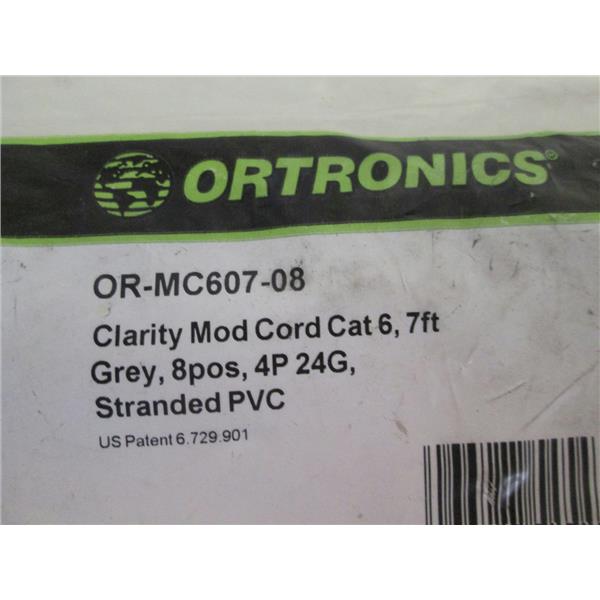 ORTRONICS®
OR-MC607-08
Clarity Mod Cord Cat 6, 7ft
Grey, 8pos, 4P 24G,
Stranded PVC
US Patent 6.729.901